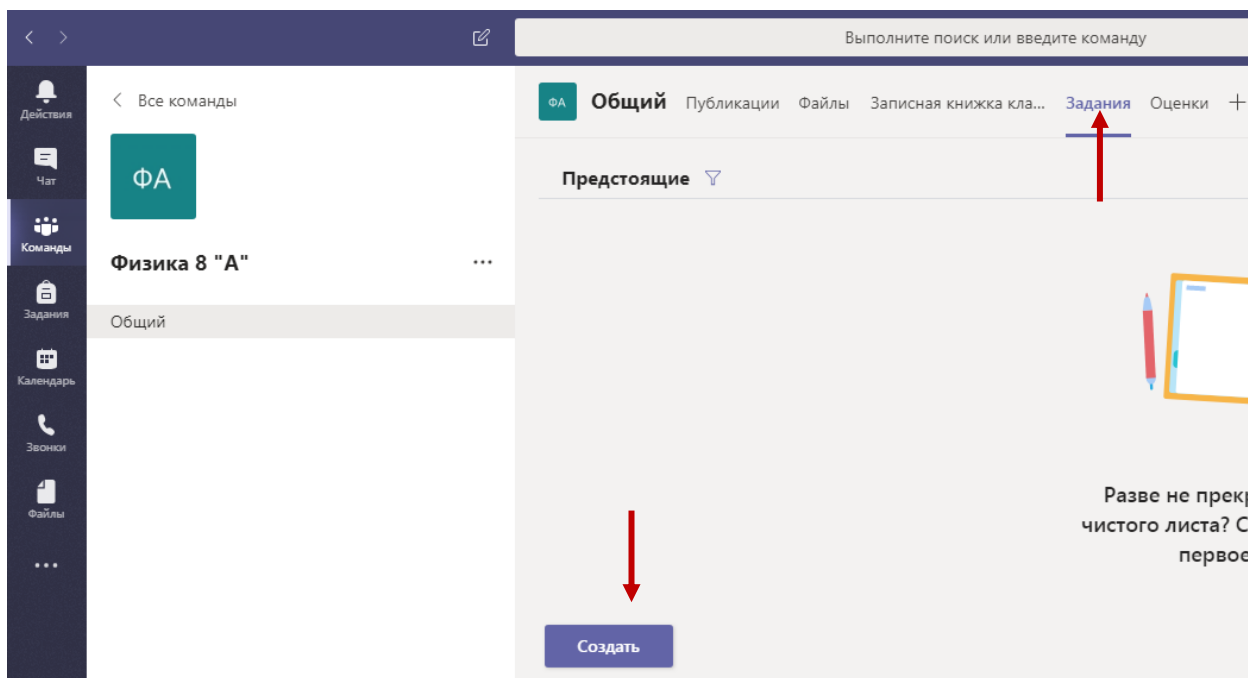 Выполните поиск или введите команду
Действия
Чат
Команды
Задания
Календарь
Звонки
Файлы
Все команды
ФА
Физика 8 "А"
Общий
ФА Общий Публикации Файлы Записная книжка кла... Задания Оценки
Предстоящие
Разве не
чистого листа?
первое
Создать